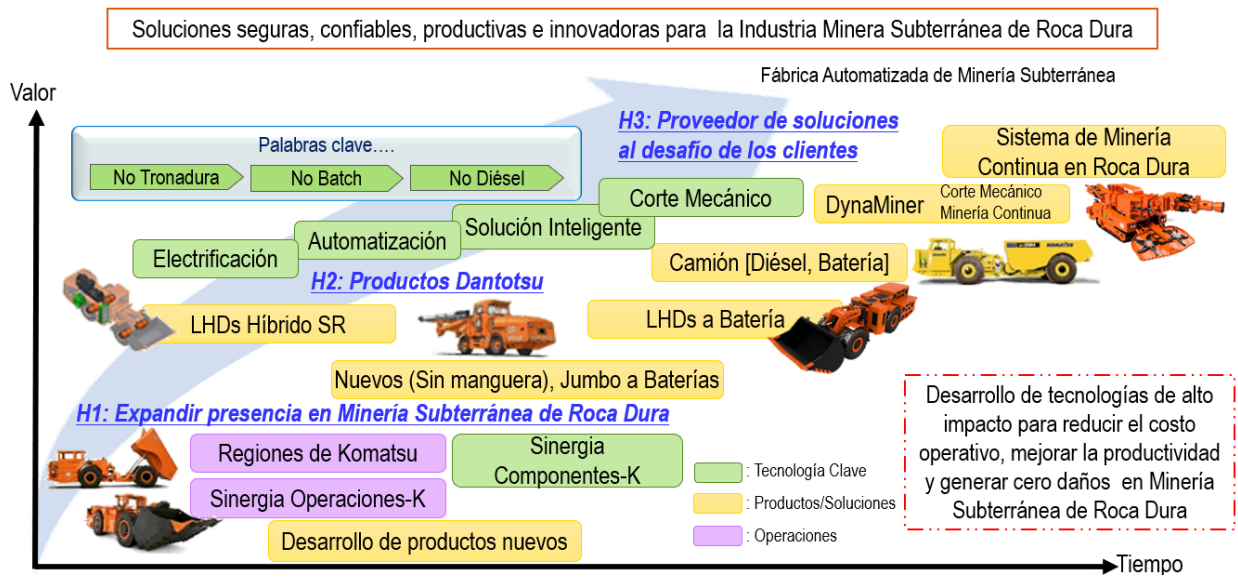 Soluciones seguras, confiables, productivas e innovadoras para la Industria Minera Subterránea de Roca Dura
Fábrica Automatizada de Minería Subterránea
Valor
Palabras clave....
No Tronadura
No Batch
No Diésel
H3: Proveedor de soluciones
al desafío de los clientes
Sistema de Minería
Continua en Roca Dura
Corte Mecánico
DynaMiner
Corte Mecánico
Minería Continua
Solución Inteligente
Automatización
Electrificación
Camión [Diésel, Batería]
H2: Productos Dantotsu
LHDs Híbrido SR
LHDs a Batería
Nuevos (Sin manguera), Jumbo a Baterías
H1: Expandir presencia en Minería Subterránea de Roca Dura
Regiones de Komatsu
Sinergia
Componentes-K
Sinergia Operaciones-K
Desarrollo de productos nuevos
: Tecnología Clave
: Productos/Soluciones
: Operaciones
Desarrollo de tecnologías de alto
impacto para reducir el costo
operativo, mejorar la productividad
y generar cero daños en Minería
Subterránea de Roca Dura
Tiempo